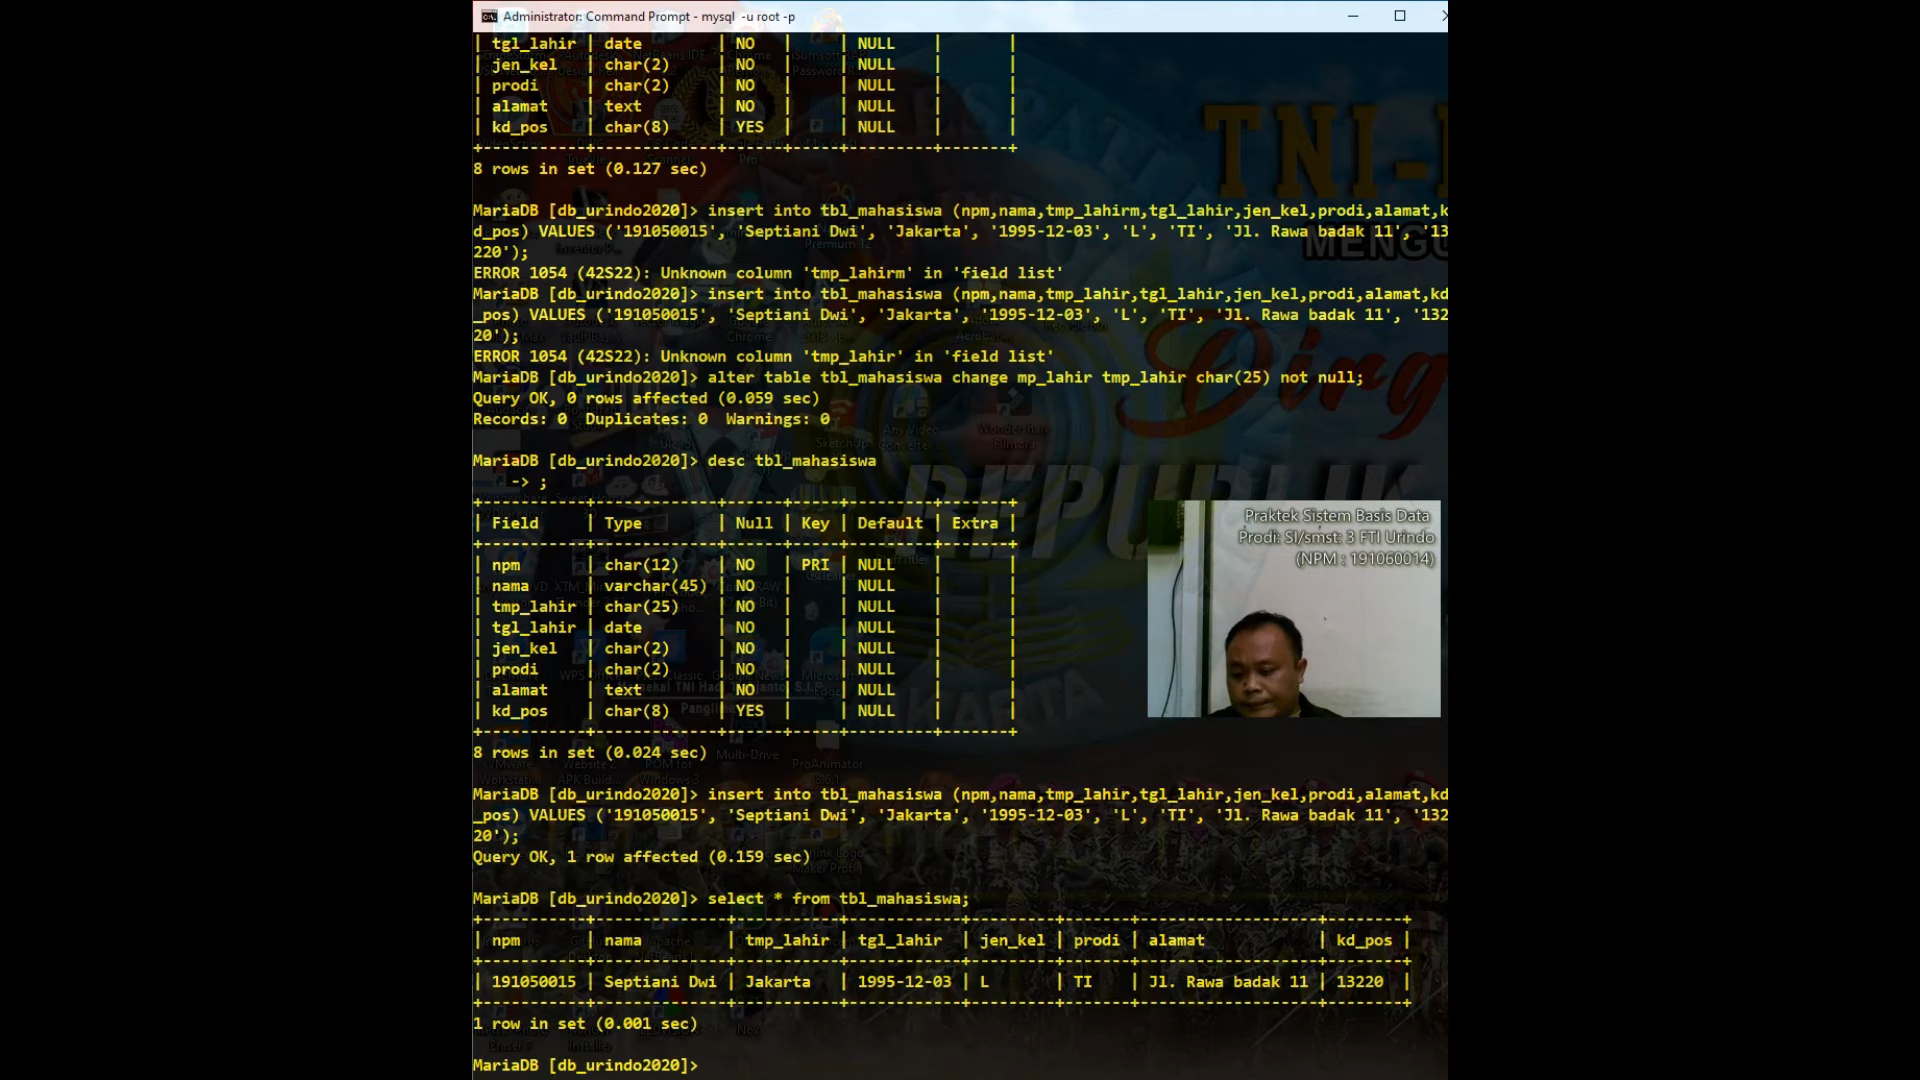 Administrator: Command Prompt - mysql -u root -p
| tgl_lahir | date | NO | | NULL | |
| jen_kel | char(2) | NO | | NULL | |
| prodi | char(2) | NO | | NULL | |
| alamat | text | NO | | NULL | |
| kd_pos | char(8) | YES | | NULL | |
8 rows in set (0.127 sec)
MariaDB [db_urindo2020]> insert into tbl_mahasiswa (npm,nama,tmp_lahirm,tgl_lahir,jen_kel,prodi,alamat,k
d_pos) VALUES ('191050015', 'Septiani Dwi', 'Jakarta', '1995-12-03', 'L', 'TI', 'Jl. Rawa badak 11', '13
220');
ERROR 1054 (42S22): Unknown column 'tmp_lahirm' in 'field list'
MariaDB [db_urindo2020]> insert into tbl_mahasiswa (npm,nama,tmp_lahir,tgl_lahir,jen_kel,prodi,alamat,kd
_pos) VALUES ('191050015', 'Septiani Dwi', 'Jakarta', '1995-12-03', 'L', 'TI', 'Jl. Rawa badak 11', '132
20');
ERROR 1054 (42S22): Unknown column 'tmp_lahir' in 'field list'
MariaDB [db_urindo2020]> alter table tbl_mahasiswa change mp_lahir tmp_lahir char(25) not null;
Query OK, 0 rows affected (0.059 sec)
Records: 0 Duplicates: 0 Warnings: 0
MariaDB [db_urindo2020]> desc tbl_mahasiswa
-> ;
| Field | Type | Null | Key | Default | Extra |
| npm | char(12) | NO | PRI | NULL | |
| nama | varchar(45) | NO | | NULL | |
| tmp_lahir | char(25) | NO | | NULL | |
| tgl_lahir | date | NO | | NULL | |
| jen_kel | char(2) | NO | | NULL | |
| prodi | char(2) | NO | | NULL | |
| alamat | text | NO | | NULL | |
| kd_pos | char(8) | YES | | NULL | |
8 rows in set (0.024 sec)
MariaDB [db_urindo2020]> insert into tbl_mahasiswa (npm,nama,tmp_lahir,tgl_lahir,jen_kel,prodi,alamat,kd
_pos) VALUES ('191050015', 'Septiani Dwi', 'Jakarta', '1995-12-03', 'L', 'TI', 'Jl. Rawa badak 11', '132
20');
Query OK, 1 row affected (0.159 sec)
MariaDB [db_urindo2020]> select * from tbl_mahasiswa;
| npm | nama | tmp_lahir | tgl_lahir | jen_kel | prodi | alamat | kd_pos |
| 191050015 | Septiani Dwi | Jakarta | 1995-12-03 | L | TI | Jl. Rawa badak 11 | 13220 |
1 row in set (0.001 sec)
MariaDB [db_urindo2020]>
Praktek Sistem Basis Data
Prodi: SI/smst: 3 FTI Urindo
(NPM : 191060014)